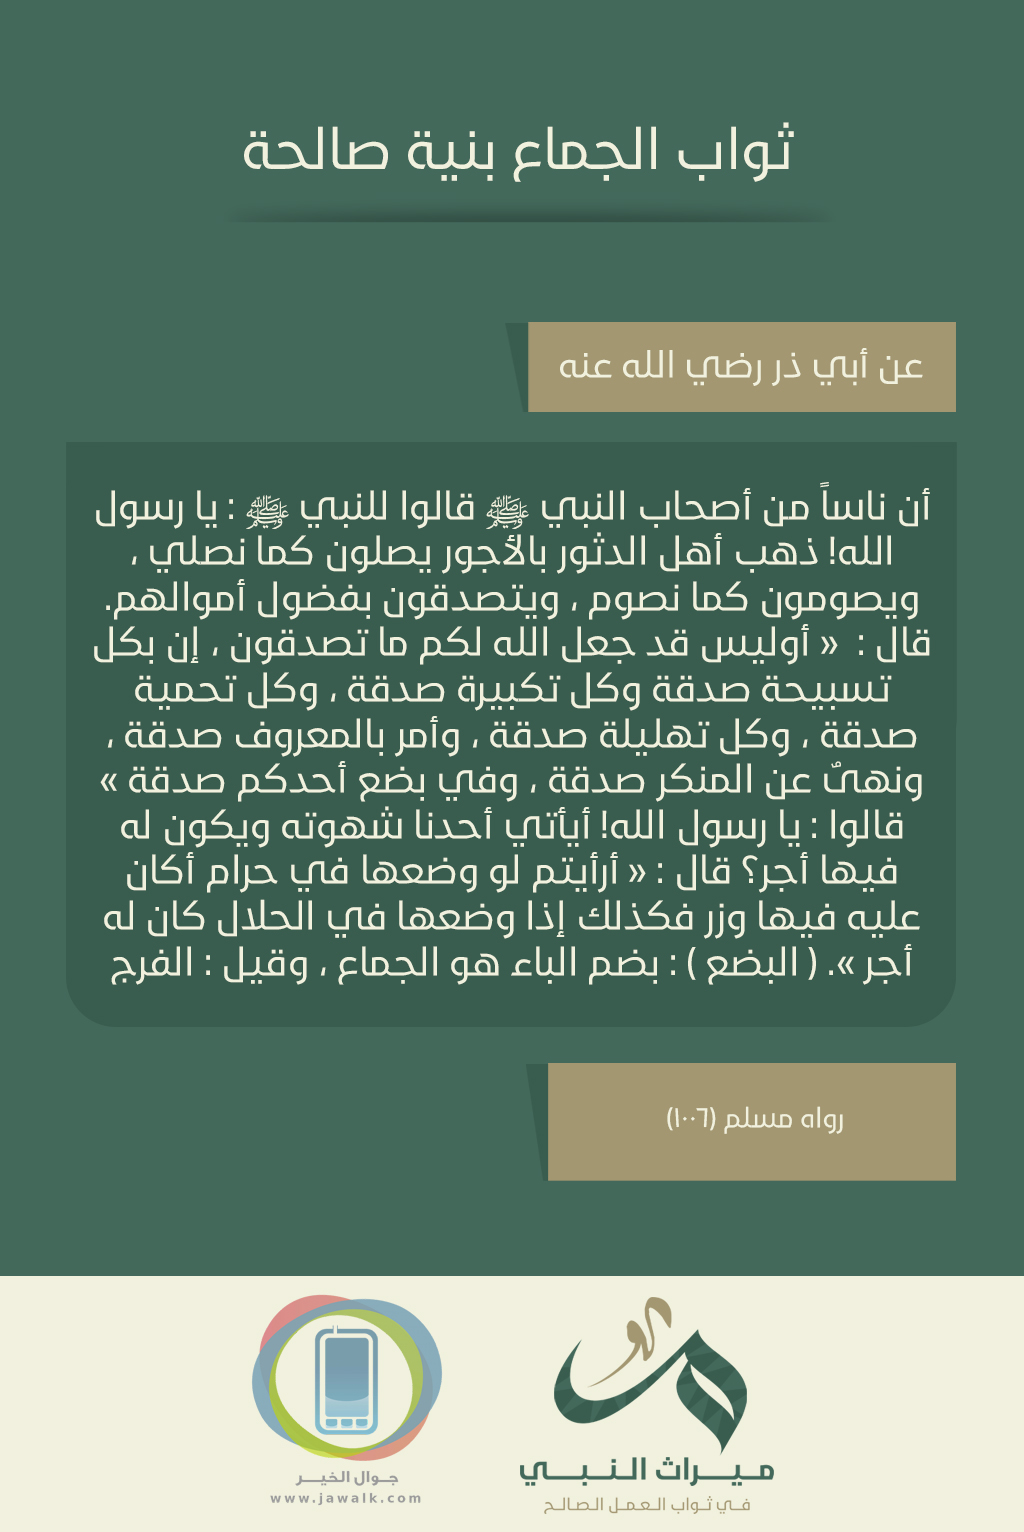 ثواب الجماع بنية صالحة
عن أبي ذر رضي الله عنه
أن ناساً من أصحاب النبي ﷺ قالوا للنبي ﷺ : يا رسول
الله! ذهب أهل الدثور بالأجور يصلون كما نصلي ،
ويصومون كما نصوم ، ويتصدقون بفضول أموالهم.
قال : « أوليس قد جعل الله لكم ما تصدقون ، إن بكل
تسبيحة صدقة وكل تكبيرة صدقة ، وكل تحمية
صدقة ، وكل تهليلة صدقة ، وأمر بالمعروف صدقة ،
ونهىٌ عن المنكر صدقة ، وفي بضع أحدكم صدقة »
قالوا : يا رسول الله! أيأتي أحدنا شهوته ويكون له
فيها أجر؟ قال : « أرأيتم لو وضعها في حرام أكان
عليه فيها وزر فكذلك إذا وضعها في الحلال كان له
أجر ». ( البضع ) : بضم الباء هو الجماع ، وقيل : الفرج
رواه مسلم (١٠٠٦)
ميراث النبي
في ثواب العمل الصالح
جوال الخير
www.jawalk.com